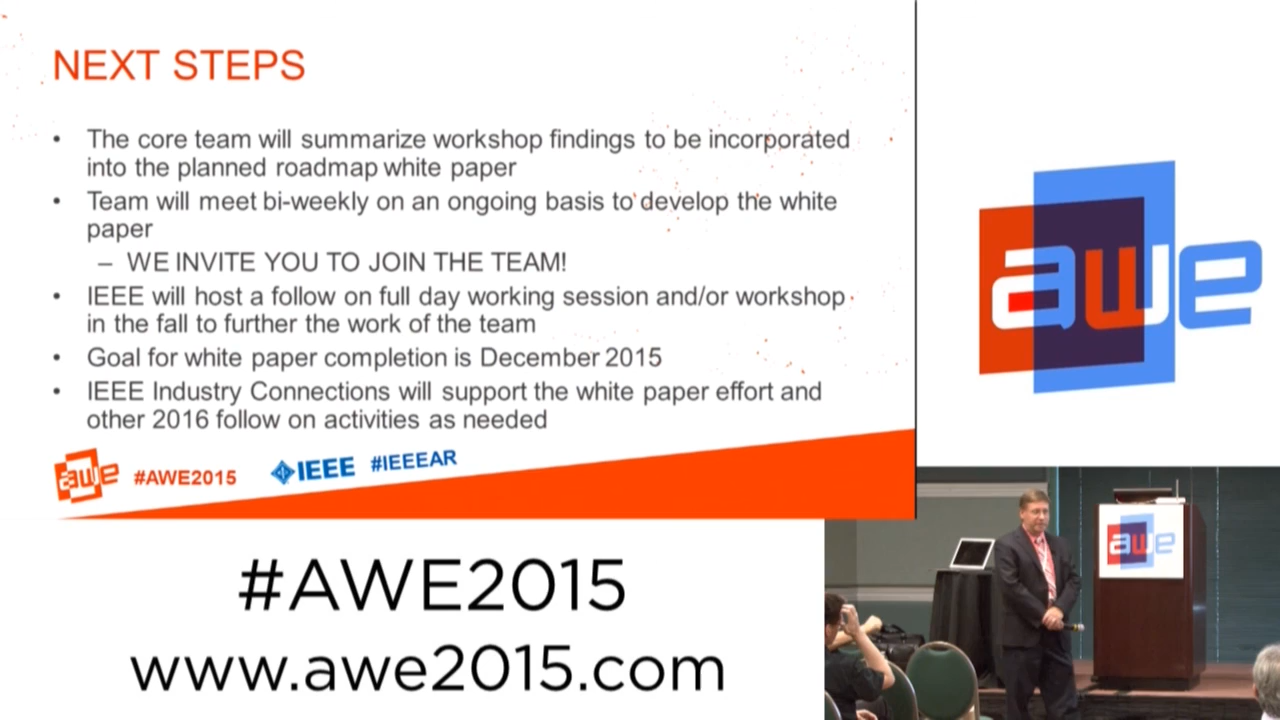 NEXT STEPS
• The core team will summarize workshop findings to be incorporated
into the planned roadmap white paper
• Team will meet bi-weekly on an ongoing basis to develop the white
paper
– WE INVITE YOU TO JOIN THE TEAM!
• IEEE will host a follow on full day working session and/or workshop
in the fall to further the work of the team
• Goal for white paper completion is December 2015
• IEEE Industry Connections will support the white paper effort and
other 2016 follow on activities as needed
awe #AWE2015 IEEE #IEEEAR
awe
awe
#AWE2015
www.awe2015.com